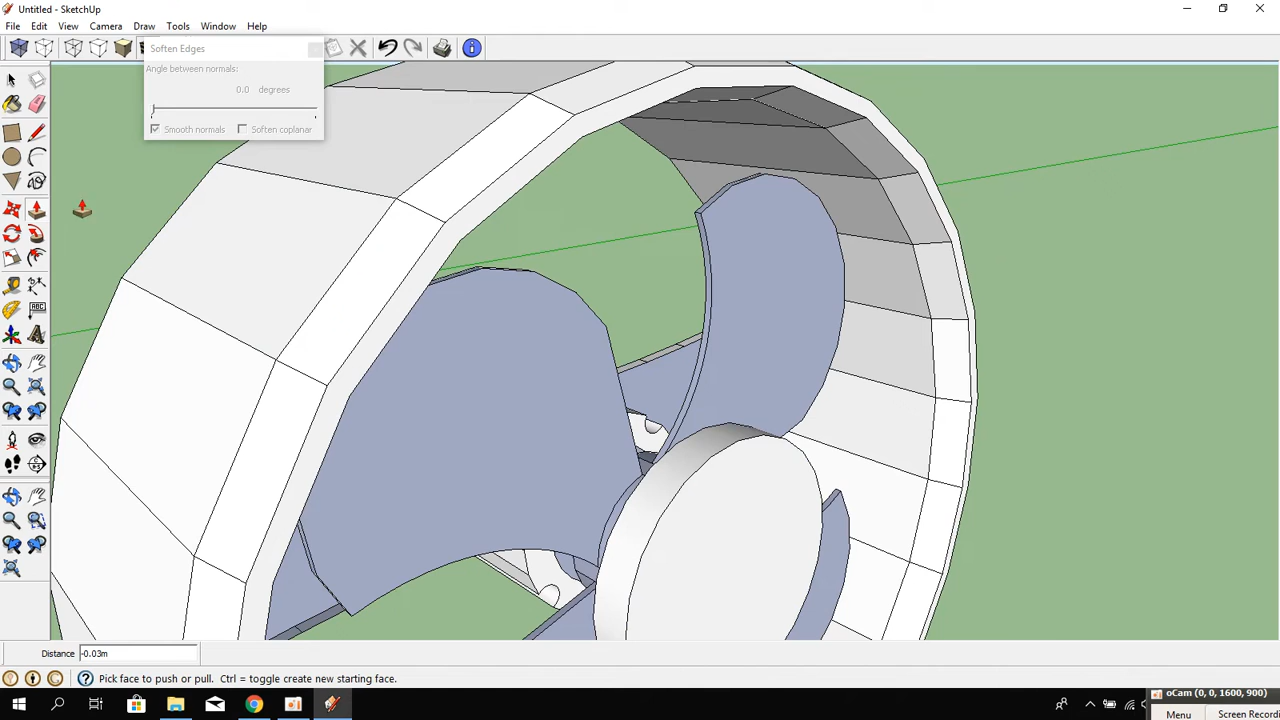 Untitled - SketchUp
File Edit View Camera Draw Tools Window Help
Soften Edges
Angle between normals:
0.0 degrees
Smooth normals Soften coplanar
ABC
Distance -0.03m
Pick face to push or pull. Ctrl = toggle create new starting face.
oCam (0, 0, 1600, 900)
Menu Screen Recordi